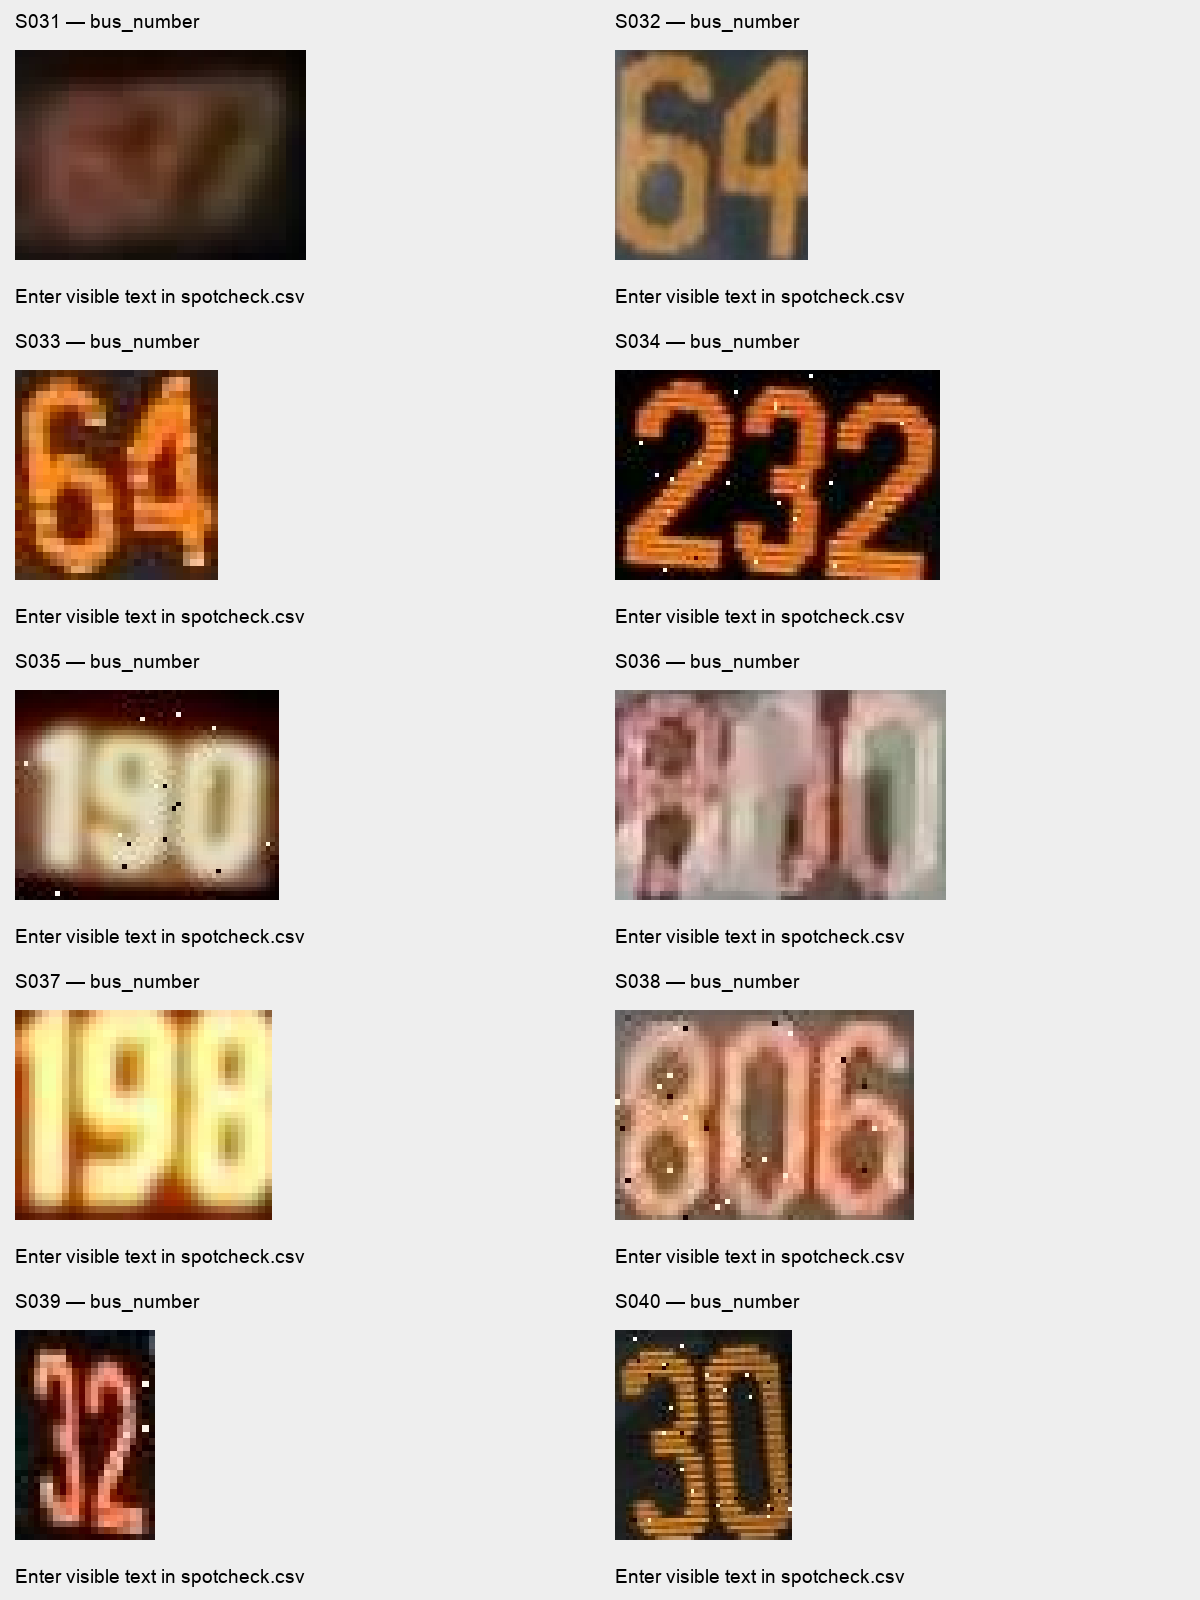 S031 — bus_number
S032 — bus_number
64
Enter visible text in spotcheck.csv
Enter visible text in spotcheck.csv
S033 — bus_number
S034 — bus_number
64
232
Enter visible text in spotcheck.csv
Enter visible text in spotcheck.csv
S035 — bus_number
S036 — bus_number
190
Enter visible text in spotcheck.csv
Enter visible text in spotcheck.csv
S037 — bus_number
S038 — bus_number
198
806
Enter visible text in spotcheck.csv
Enter visible text in spotcheck.csv
S039 — bus_number
S040 — bus_number
32
30
Enter visible text in spotcheck.csv
Enter visible text in spotcheck.csv